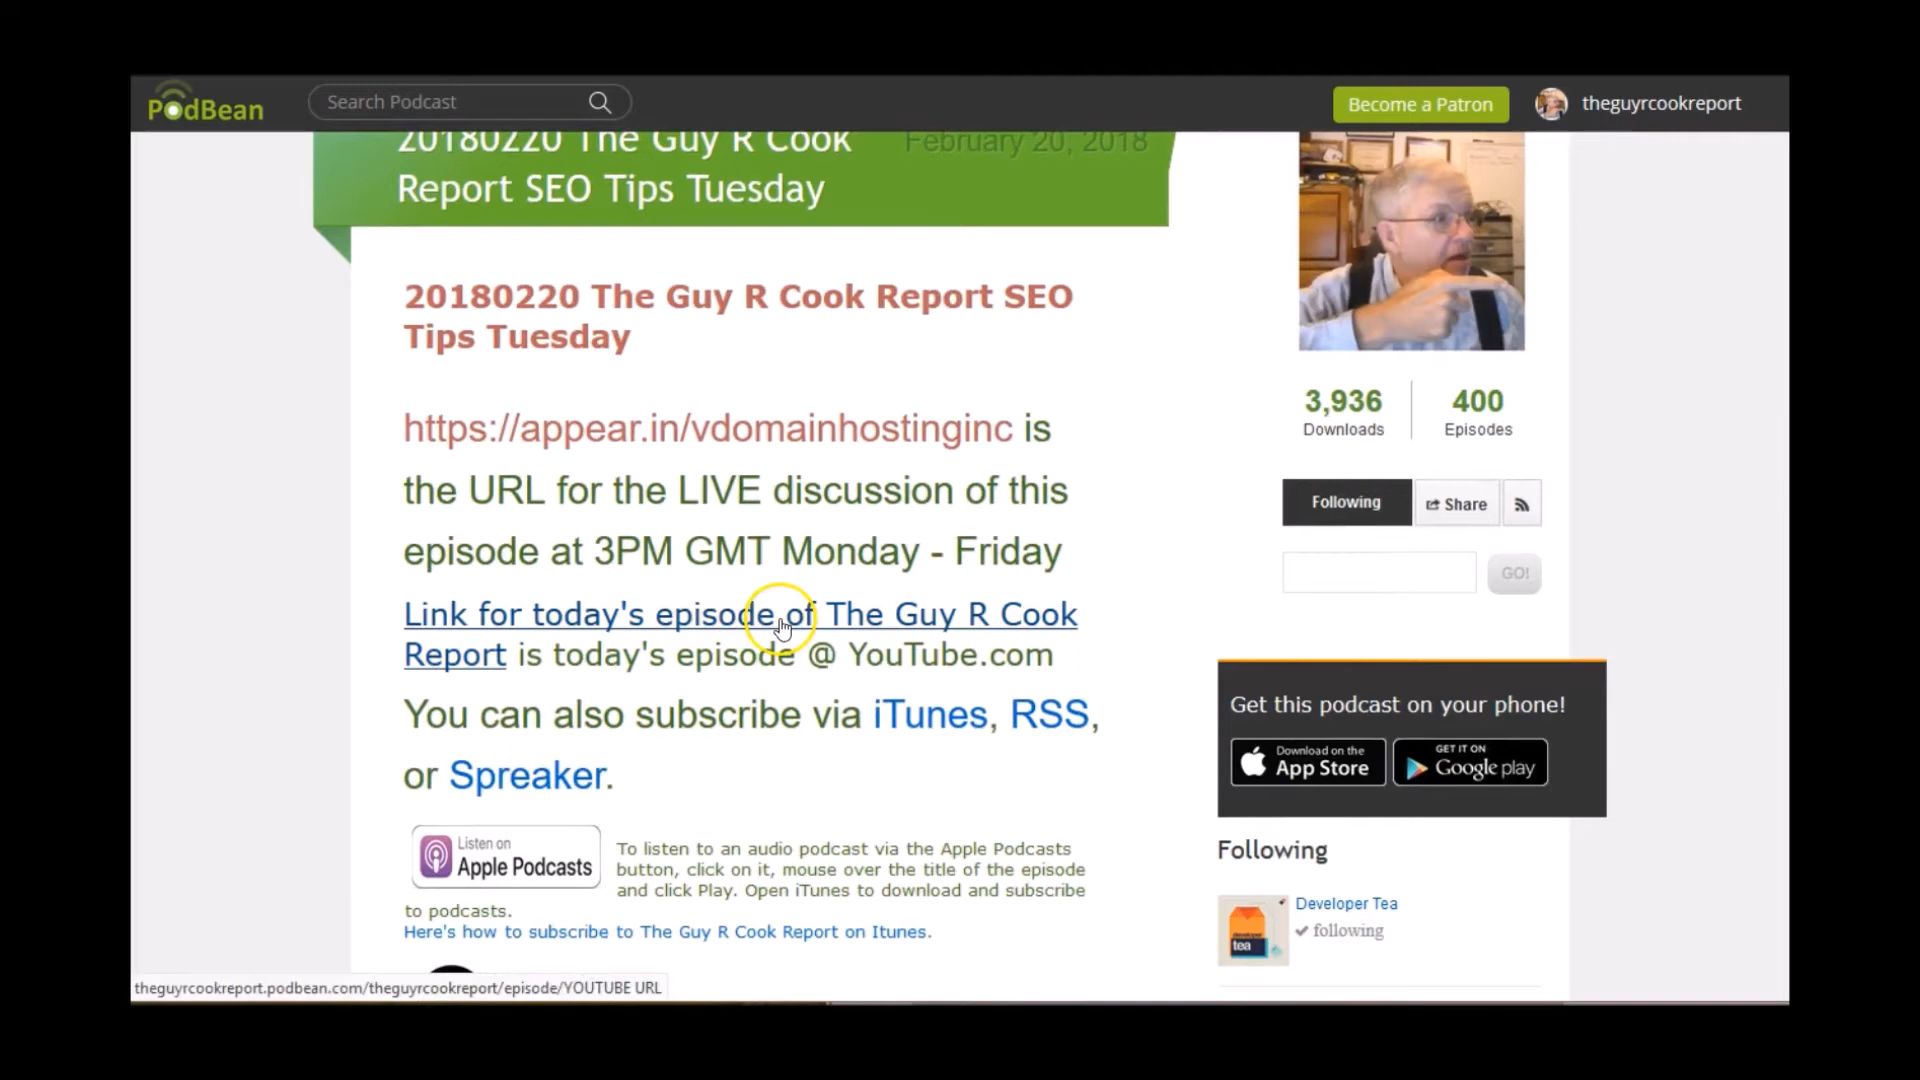 PodBean
Search Podcast
Become a Patron
theguyrcookreport
20180220 The Guy R Cook
Report SEO Tips Tuesday
February 20, 2018
20180220 The Guy R Cook Report SEO
Tips Tuesday
https://appear.in/vdomainhostinginc is
the URL for the LIVE discussion of this
episode at 3PM GMT Monday - Friday
Link for today's episode of The Guy R Cook
Report is today's episode @ YouTube.com
You can also subscribe via iTunes, RSS,
or Spreaker.
Listen on
Apple Podcasts
To listen to an audio podcast via the Apple Podcasts
button, click on it, mouse over the title of the episode
and click Play. Open iTunes to download and subscribe
to podcasts.
Here's how to subscribe to The Guy R Cook Report on Itunes.
theguyrcookreport.podbean.com/theguyrcookreport/episode/YOUTUBE URL
3,936
Downloads
400
Episodes
Following
Share
GO!
Get this podcast on your phone!
Download on the
App Store
GET IT ON
Google play
Following
developer
tea
Developer Tea
following